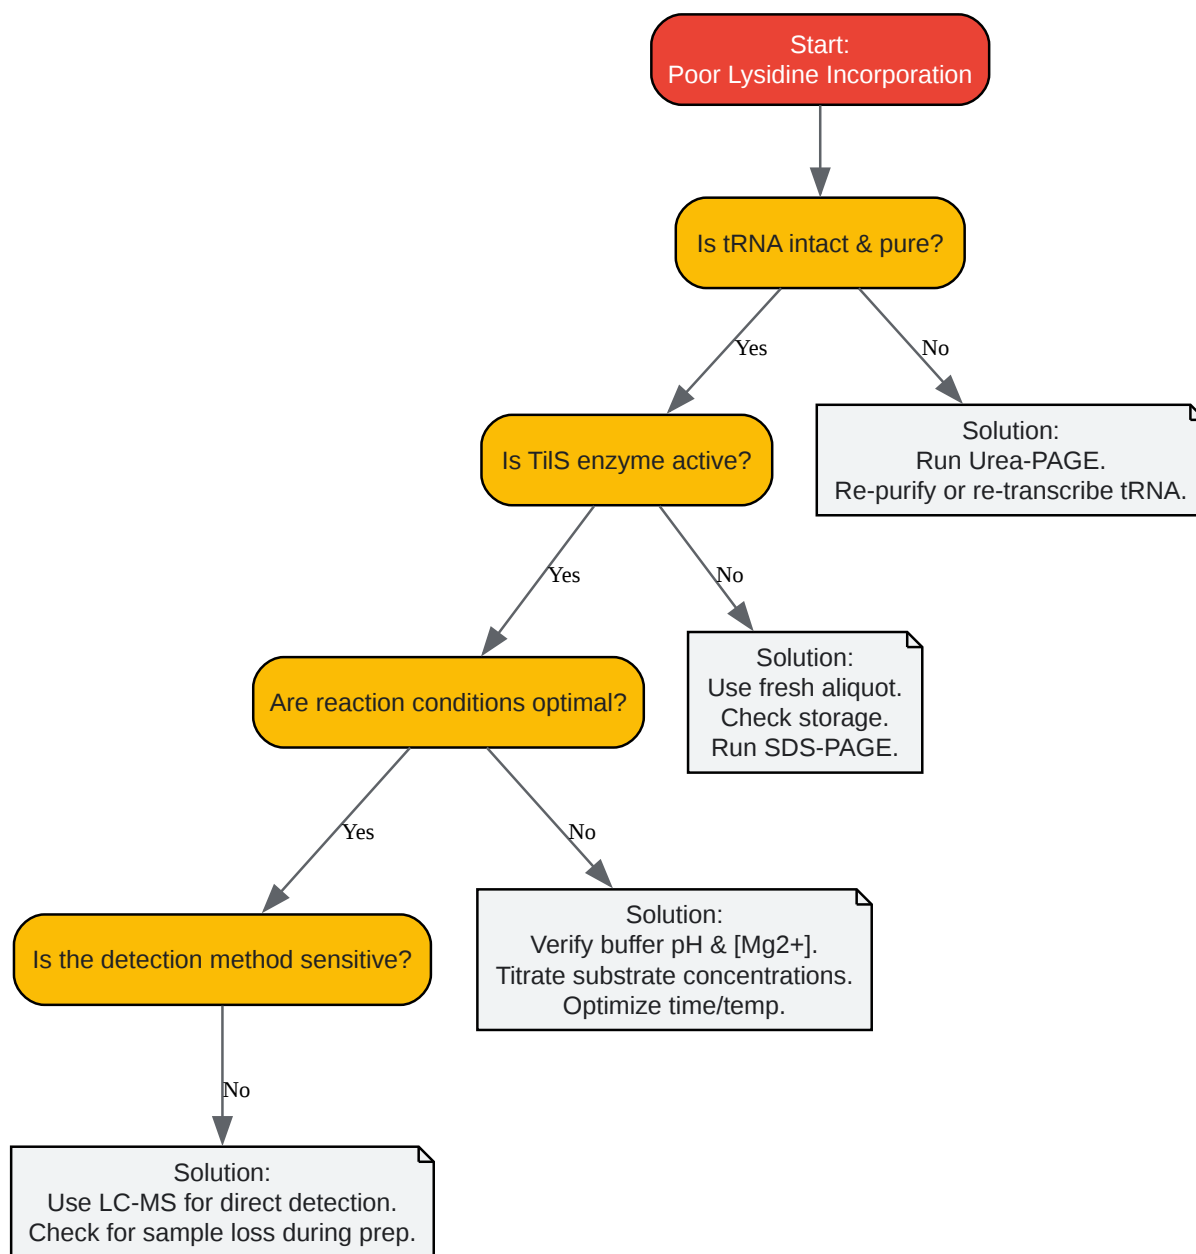 Start:
Poor Lysidine Incorporation
Is tRNA intact & pure?
Yes
No
Is TilS enzyme active?
Solution:
Run Urea-PAGE.
Re-purify or re-transcribe tRNA.
Yes
No
Are reaction conditions optimal?
Solution:
Use fresh aliquot.
Check storage.
Run SDS-PAGE.
Yes
No
Is the detection method sensitive?
Solution:
Verify buffer pH & [Mg2+].
Titrate substrate concentrations.
Optimize time/temp.
No
Solution:
Use LC-MS for direct detection.
Check for sample loss during prep.